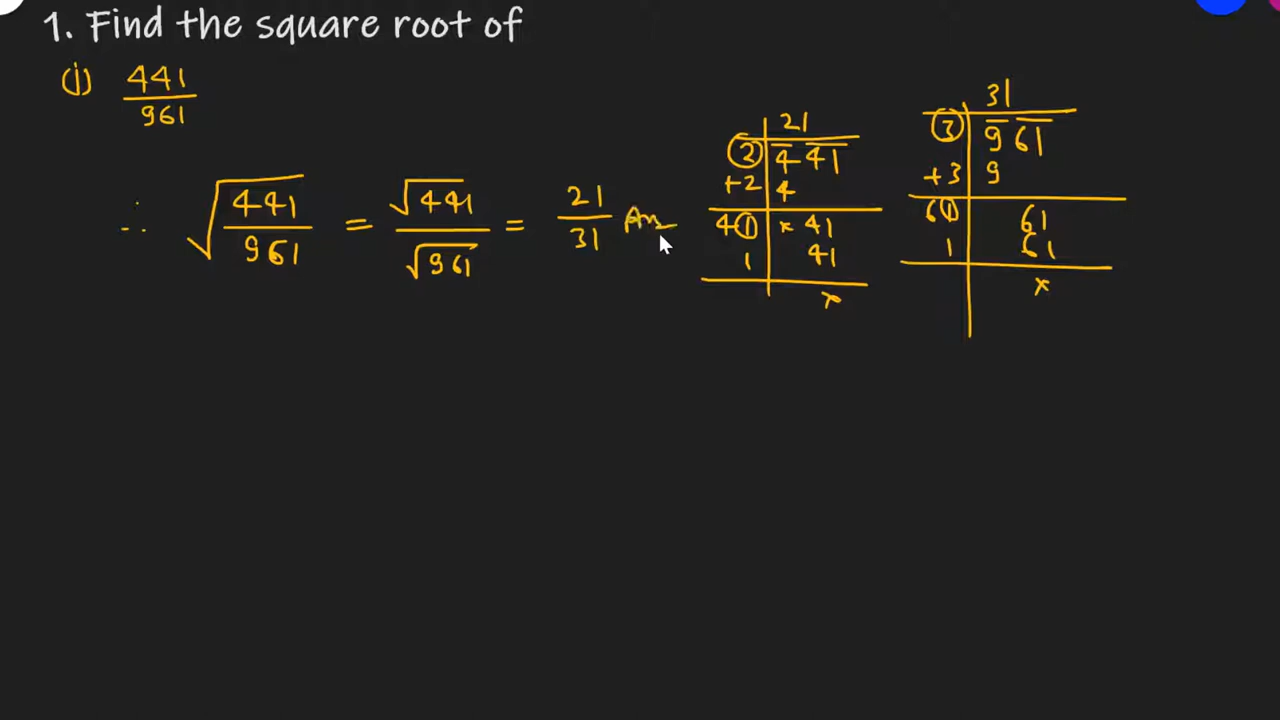 1. Find the square root of
(j) 441/961
∴ √(441/961) = √441/√961 = 21/31 Ans
21
2 4 41
+2 4
41 × 41
1 41
×
31
3 9 61
+3 9
61 61
1 61
×